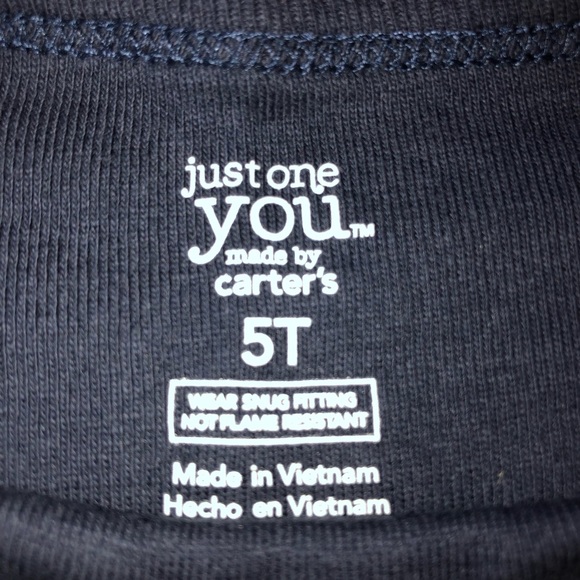 just one
you™
made by
carter's
5T
WEAR SNUG FITTING
NOT FLAME RESISTANT
Made in Vietnam
Hecho en Vietnam